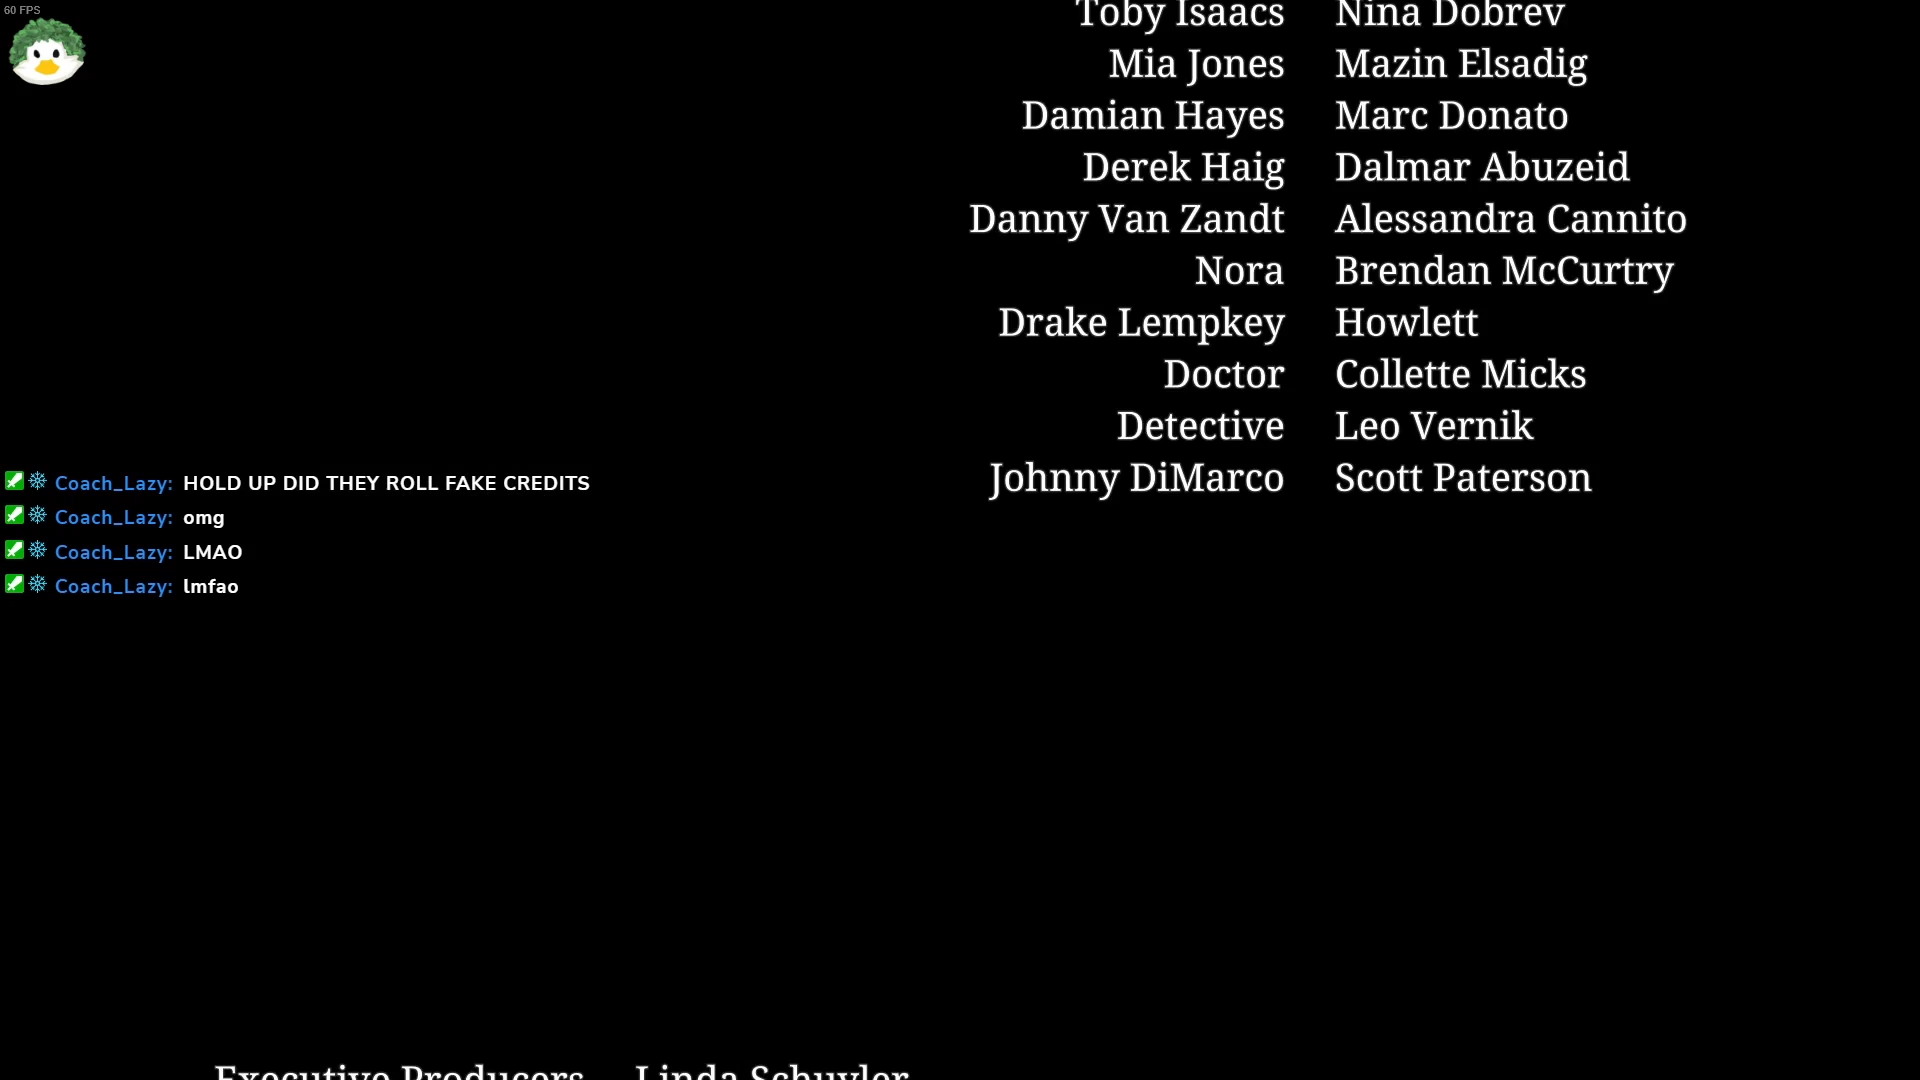 60 FPS
Toby Isaacs Nina Dobrev
Mia Jones Mazin Elsadig
Damian Hayes Marc Donato
Derek Haig Dalmar Abuzeid
Danny Van Zandt Alessandra Cannito
Nora Brendan McCurtry
Drake Lempkey Howlett
Doctor Collette Micks
Detective Leo Vernik
Johnny DiMarco Scott Paterson
Coach_Lazy: HOLD UP DID THEY ROLL FAKE CREDITS
Coach_Lazy: omg
Coach_Lazy: LMAO
Coach_Lazy: lmfao
Executive Producers Linda Schuyler